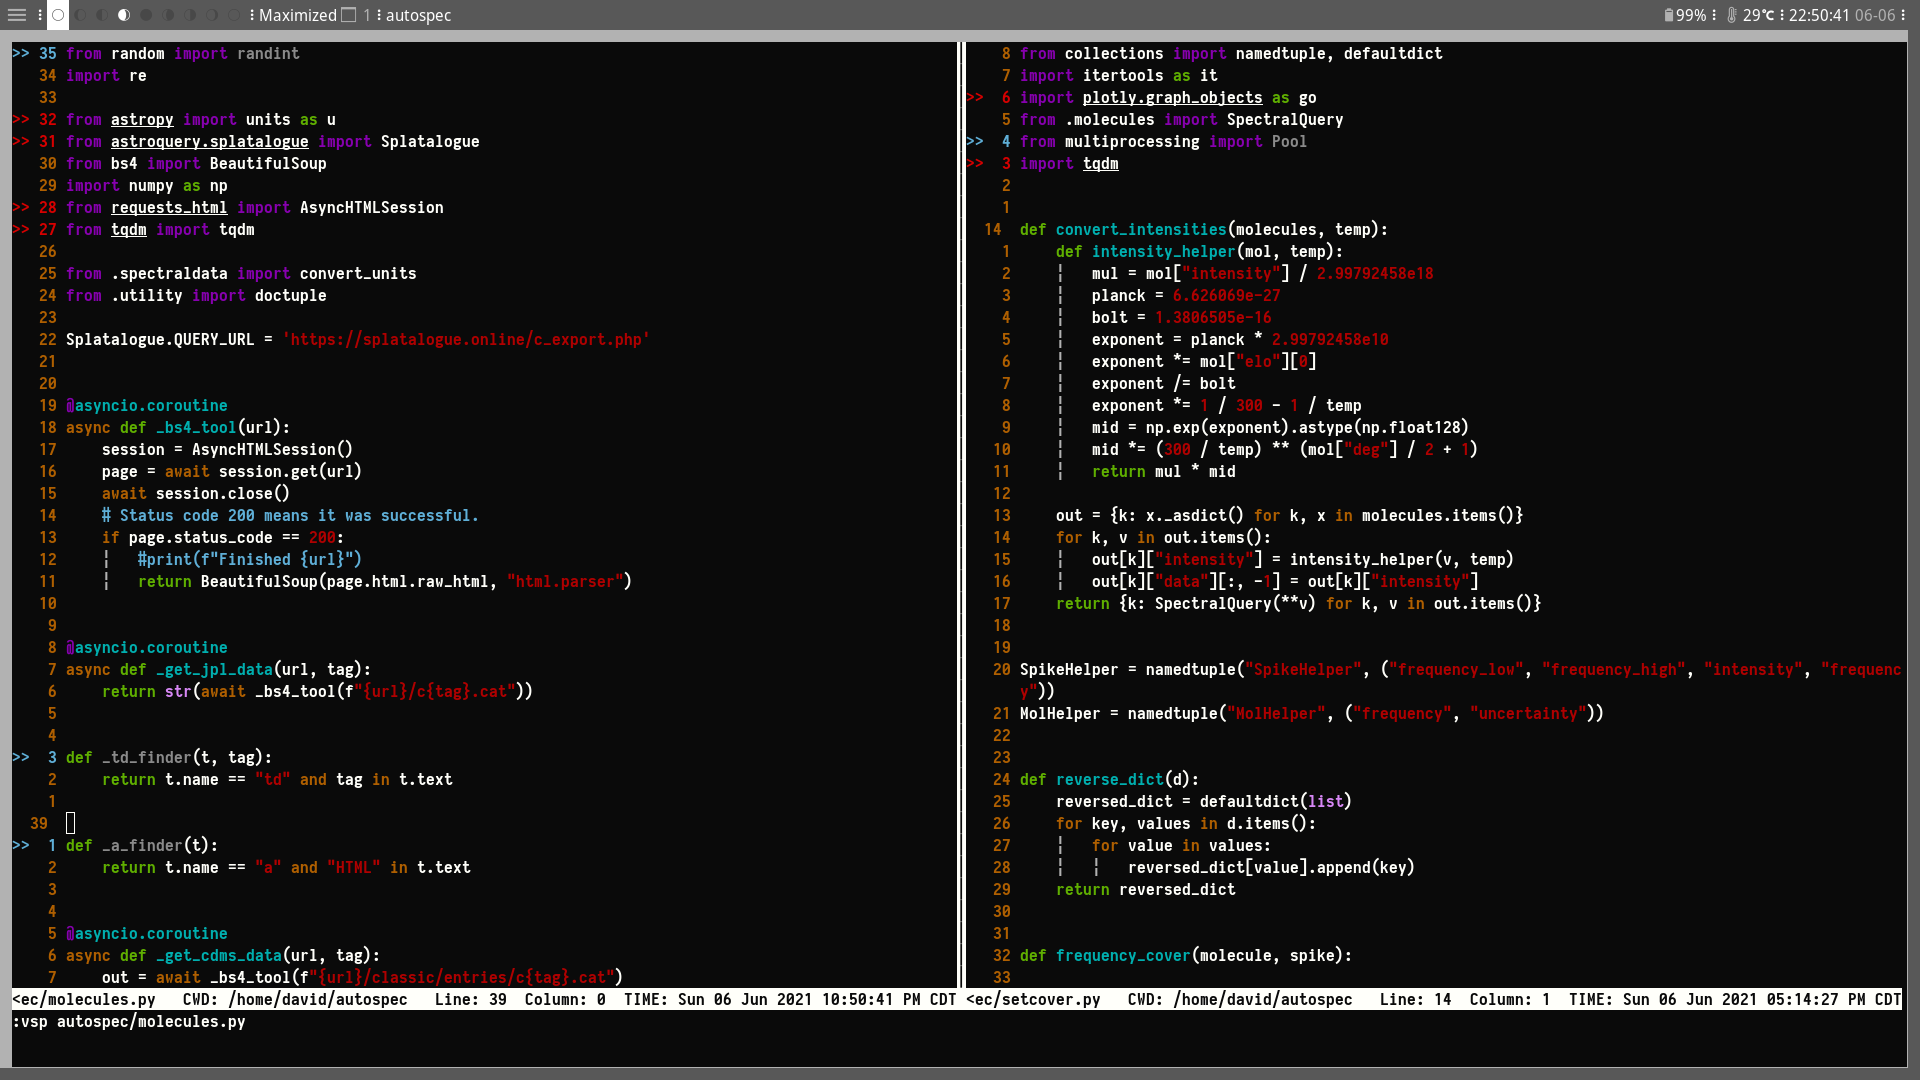 Maximized 1 autospec 99% 29℃ 22:50:41 06-06
>> 35 from random import randint
34 import re
33
>> 32 from astropy import units as u
>> 31 from astroquery.splatalogue import Splatalogue
30 from bs4 import BeautifulSoup
29 import numpy as np
>> 28 from requests_html import AsyncHTMLSession
>> 27 from tqdm import tqdm
26
25 from .spectraldata import convert_units
24 from .utility import doctuple
23
22 Splatalogue.QUERY_URL = 'https://splatalogue.online/c_export.php'
21
20
19 @asyncio.coroutine
18 async def _bs4_tool(url):
17     session = AsyncHTMLSession()
16     page = await session.get(url)
15     await session.close()
14     # Status code 200 means it was successful.
13     if page.status_code == 200:
12     ¦   #print(f"Finished {url}")
11     ¦   return BeautifulSoup(page.html.raw_html, "html.parser")
10
9
8 @asyncio.coroutine
7 async def _get_jpl_data(url, tag):
6     return str(await _bs4_tool(f"{url}/c{tag}.cat"))
5
4
>> 3 def _td_finder(t, tag):
2     return t.name == "td" and tag in t.text
1
39
>> 1 def _a_finder(t):
2     return t.name == "a" and "HTML" in t.text
3
4
5 @asyncio.coroutine
6 async def _get_cdms_data(url, tag):
7     out = await _bs4_tool(f"{url}/classic/entries/c{tag}.cat")
<ec/molecules.py   CWD: /home/david/autospec   Line: 39  Column: 0  TIME: Sun 06 Jun 2021 10:50:41 PM CDT
8 from collections import namedtuple, defaultdict
7 import itertools as it
>> 6 import plotly.graph_objects as go
5 from .molecules import SpectralQuery
>> 4 from multiprocessing import Pool
>> 3 import tqdm
2
1
14 def convert_intensities(molecules, temp):
1     def intensity_helper(mol, temp):
2     ¦   mul = mol["intensity"] / 2.99792458e18
3     ¦   planck = 6.626069e-27
4     ¦   bolt = 1.3806505e-16
5     ¦   exponent = planck * 2.99792458e10
6     ¦   exponent *= mol["elo"][0]
7     ¦   exponent /= bolt
8     ¦   exponent *= 1 / 300 - 1 / temp
9     ¦   mid = np.exp(exponent).astype(np.float128)
10     ¦   mid *= (300 / temp) ** (mol["deg"] / 2 + 1)
11     ¦   return mul * mid
12
13     out = {k: x._asdict() for k, x in molecules.items()}
14     for k, v in out.items():
15     ¦   out[k]["intensity"] = intensity_helper(v, temp)
16     ¦   out[k]["data"][:, -1] = out[k]["intensity"]
17     return {k: SpectralQuery(**v) for k, v in out.items()}
18
19
20 SpikeHelper = namedtuple("SpikeHelper", ("frequency_low", "frequency_high", "intensity", "frequenc
y"))
21 MolHelper = namedtuple("MolHelper", ("frequency", "uncertainty"))
22
23
24 def reverse_dict(d):
25     reversed_dict = defaultdict(list)
26     for key, values in d.items():
27     ¦   for value in values:
28     ¦   ¦   reversed_dict[value].append(key)
29     return reversed_dict
30
31
32 def frequency_cover(molecule, spike):
33
<ec/setcover.py   CWD: /home/david/autospec   Line: 14  Column: 1  TIME: Sun 06 Jun 2021 05:14:27 PM CDT
:vsp autospec/molecules.py